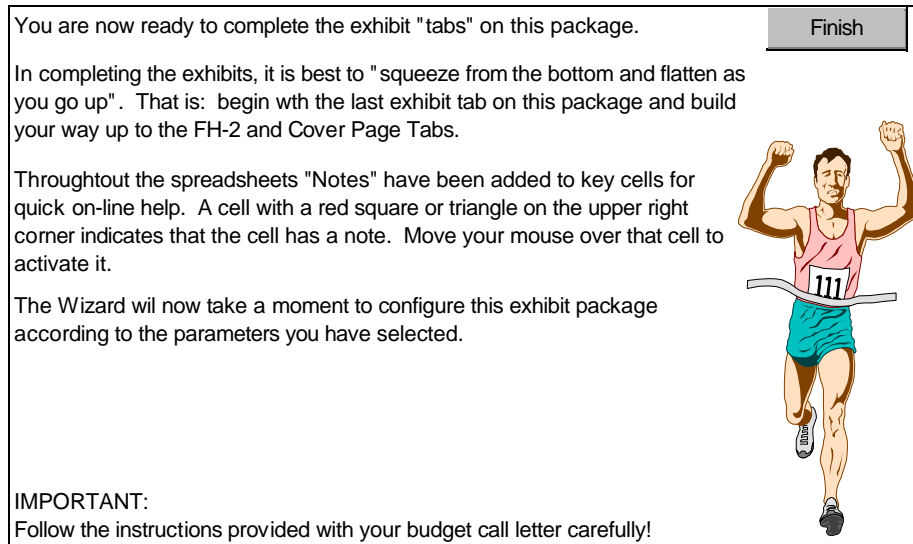 You are now ready to complete the exhibit "tabs" on this package.
Finish
In completing the exhibits, it is best to "squeeze from the bottom and flatten as
you go up". That is: begin wth the last exhibit tab on this package and build
your way up to the FH-2 and Cover Page Tabs.
Throughtout the spreadsheets "Notes" have been added to key cells for
quick on-line help. A cell with a red square or triangle on the upper right
corner indicates that the cell has a note. Move your mouse over that cell to
activate it.
111
The Wizard wil now take a moment to configure this exhibit package
according to the parameters you have selected.
IMPORTANT:
Follow the instructions provided with your budget call letter carefully!